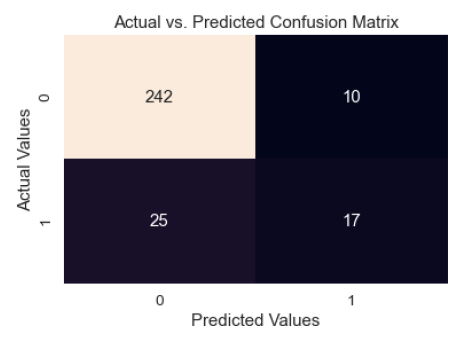 Actual vs. Predicted Confusion Matrix
0
242
10
Actual Values
1
25
17
0
1
Predicted Values